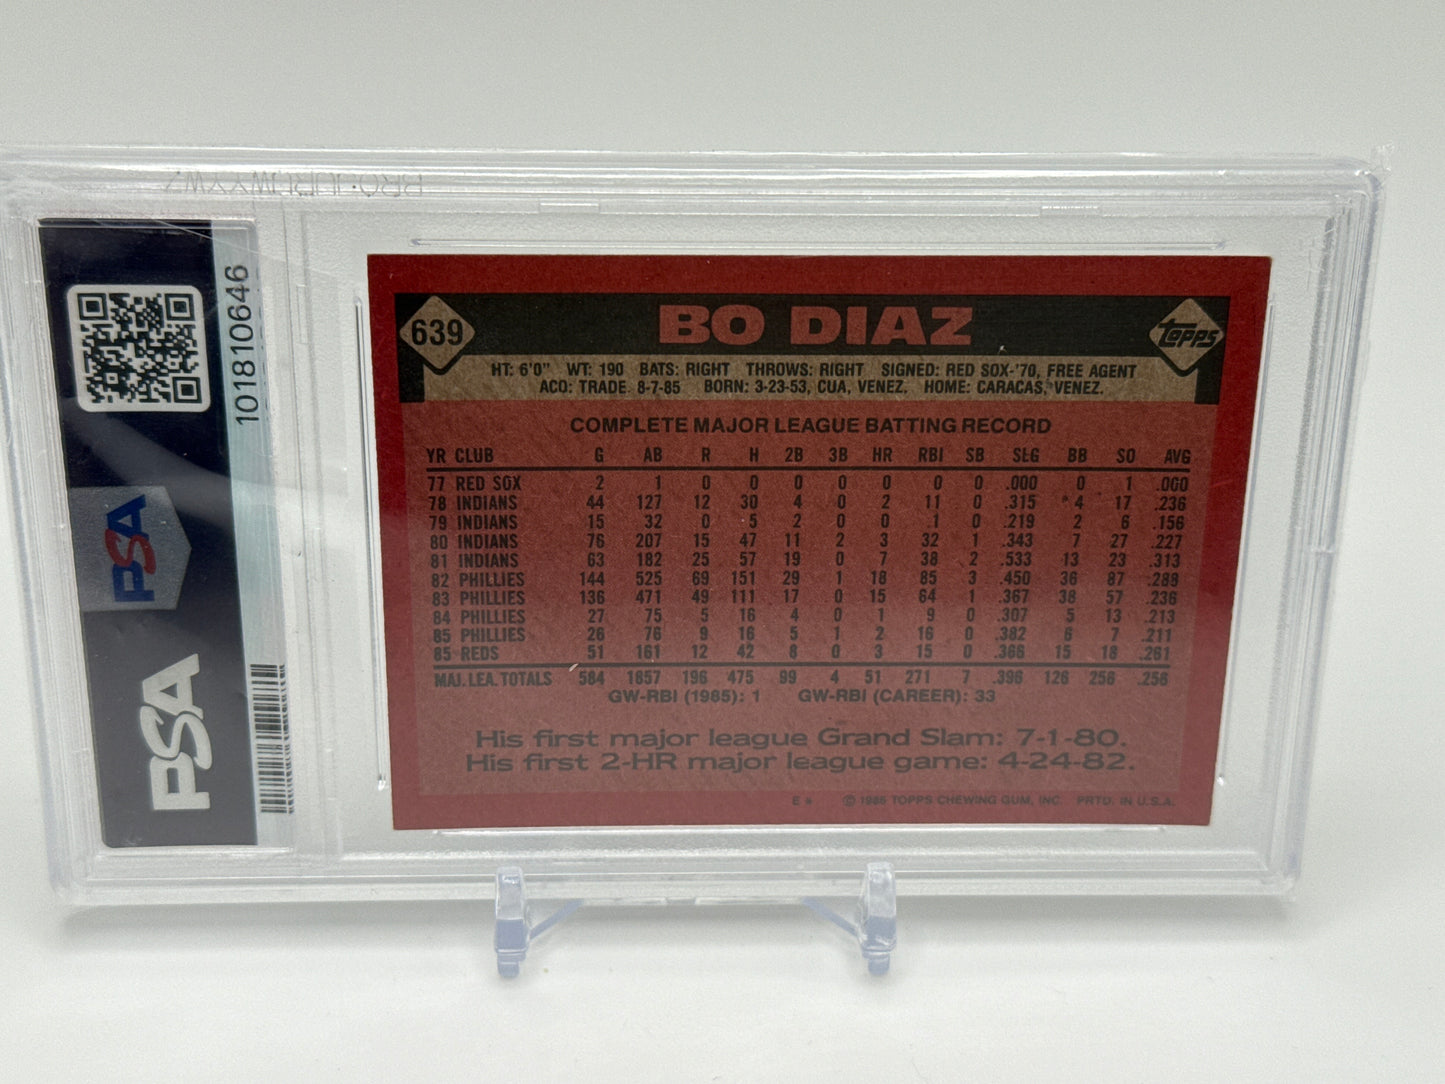 PSA
PSA
101810646
639
BO DIAZ
Topps
HT: 6'0" WT: 190 BATS: RIGHT THROWS: RIGHT SIGNED: RED SOX-'70, FREE AGENT
ACQ: TRADE 8-7-85 BORN: 3-23-53, CUA, VENEZ. HOME: CARACAS, VENEZ.
COMPLETE MAJOR LEAGUE BATTING RECORD
YR CLUB G AB R H 2B 3B HR RBI SB SLG BB SO AVG
77 RED SOX 2 1 0 0 0 0 0 0 0 .000 0 1 .000
78 INDIANS 44 127 12 30 4 0 2 11 0 .315 4 17 .236
79 INDIANS 15 32 0 5 2 0 0 1 0 .219 2 6 .156
80 INDIANS 76 207 15 47 11 2 3 32 1 .343 7 27 .227
81 INDIANS 63 182 25 57 19 0 7 38 2 .533 13 23 .313
82 PHILLIES 144 525 69 151 29 1 18 85 3 .450 36 87 .288
83 PHILLIES 136 471 49 111 17 0 15 64 1 .367 38 57 .236
84 PHILLIES 27 75 5 16 4 0 1 9 0 .307 5 13 .213
85 PHILLIES 26 76 9 16 5 1 2 16 0 .382 6 7 .211
85 REDS 51 161 12 42 8 0 3 15 0 .366 15 18 .261
MAJ. LEA. TOTALS 584 1857 196 475 99 4 51 271 7 .396 126 256 .256
GW-RBI (1985): 1 GW-RBI (CAREER): 33
His first major league Grand Slam: 7-1-80.
His first 2-HR major league game: 4-24-82.
E * © 1986 TOPPS CHEWING GUM, INC. PRTD. IN U.S.A.